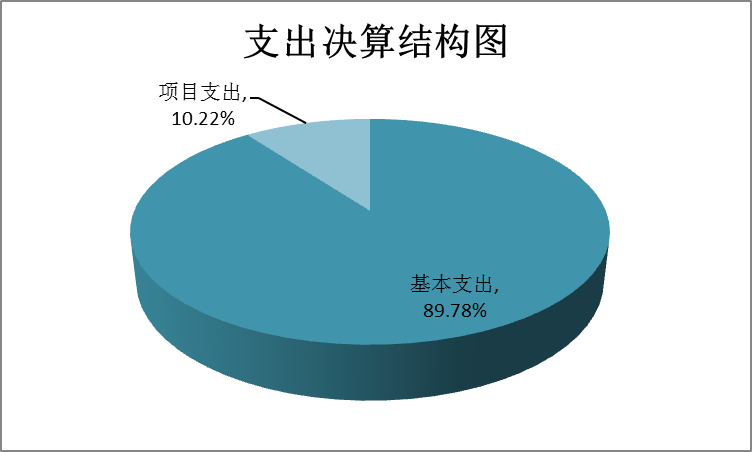 支出决算结构图
项目支出,
10.22%
基本支出,
89.78%